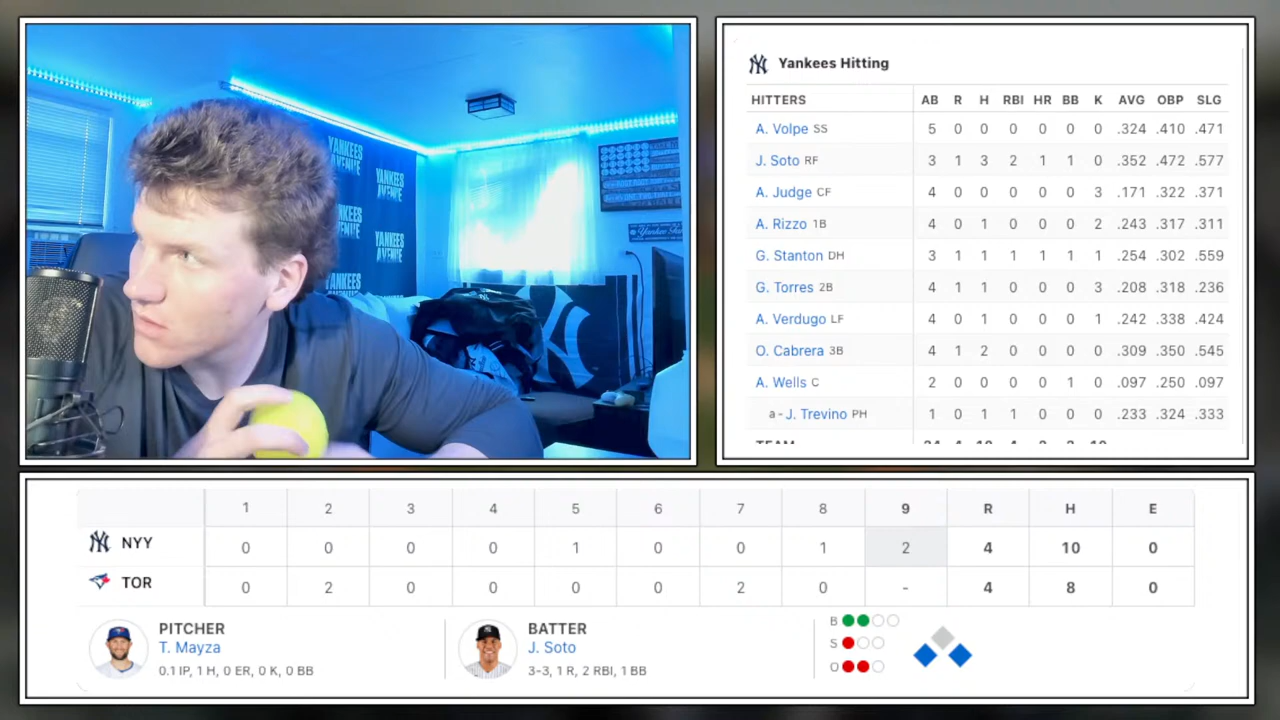 YANKEES
AVENUE
YANKEES
AVENUE
YANKEES
AVENUE
YANKEES
AVENUE
YANKEES
Yankees Hitting
HITTERS AB R H RBI HR BB K AVG OBP SLG
A. Volpe SS 5 0 0 0 0 0 0 .324 .410 .471
J. Soto RF 3 1 3 2 1 1 0 .352 .472 .577
A. Judge CF 4 0 0 0 0 0 3 .171 .322 .371
A. Rizzo 1B 4 0 1 0 0 0 2 .243 .317 .311
G. Stanton DH 3 1 1 1 1 1 1 .254 .302 .559
G. Torres 2B 4 1 1 0 0 0 3 .208 .318 .236
A. Verdugo LF 4 0 1 0 0 0 1 .242 .338 .424
O. Cabrera 3B 4 1 2 0 0 0 0 .309 .350 .545
A. Wells C 2 0 0 0 0 1 0 .097 .250 .097
a - J. Trevino PH 1 0 1 1 0 0 0 .233 .324 .333
1 2 3 4 5 6 7 8 9 R H E
NYY 0 0 0 0 1 0 0 1 2 4 10 0
TOR 0 2 0 0 0 0 2 0 - 4 8 0
PITCHER
T. Mayza
0.1 IP, 1 H, 0 ER, 0 K, 0 BB
BATTER
J. Soto
3-3, 1 R, 2 RBI, 1 BB
B
S
O